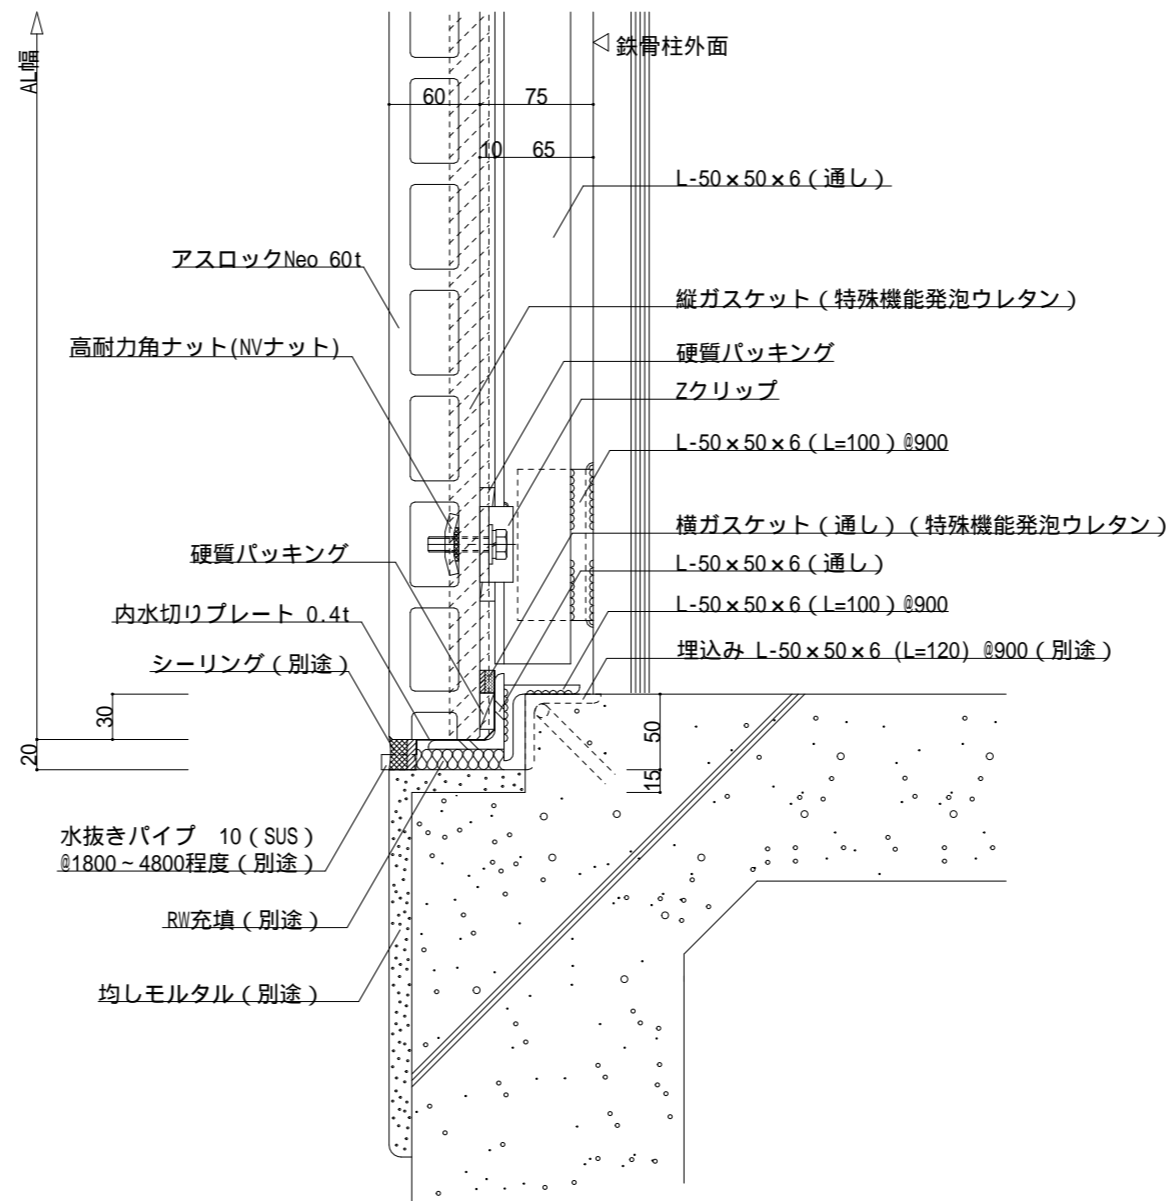 AL幅
鉄骨柱外面
60
75
10
65
L-50×50×6(通し)
アスロックNeo 60t
縦ガスケット(特殊機能発泡ウレタン)
高耐力角ナット(NVナット)
硬質パッキング
Zクリップ
L-50×50×6(L=100)@900
横ガスケット(通し)(特殊機能発泡ウレタン)
硬質パッキング
L-50×50×6(通し)
L-50×50×6(L=100)@900
内水切りプレート 0.4t
シーリング(別途)
埋込み L-50×50×6 (L=120) @900(別途)
30
20
50
15
水抜きパイプ 10(SUS)
@1800~4800程度(別途)
RW充填(別途)
均しモルタル(別途)